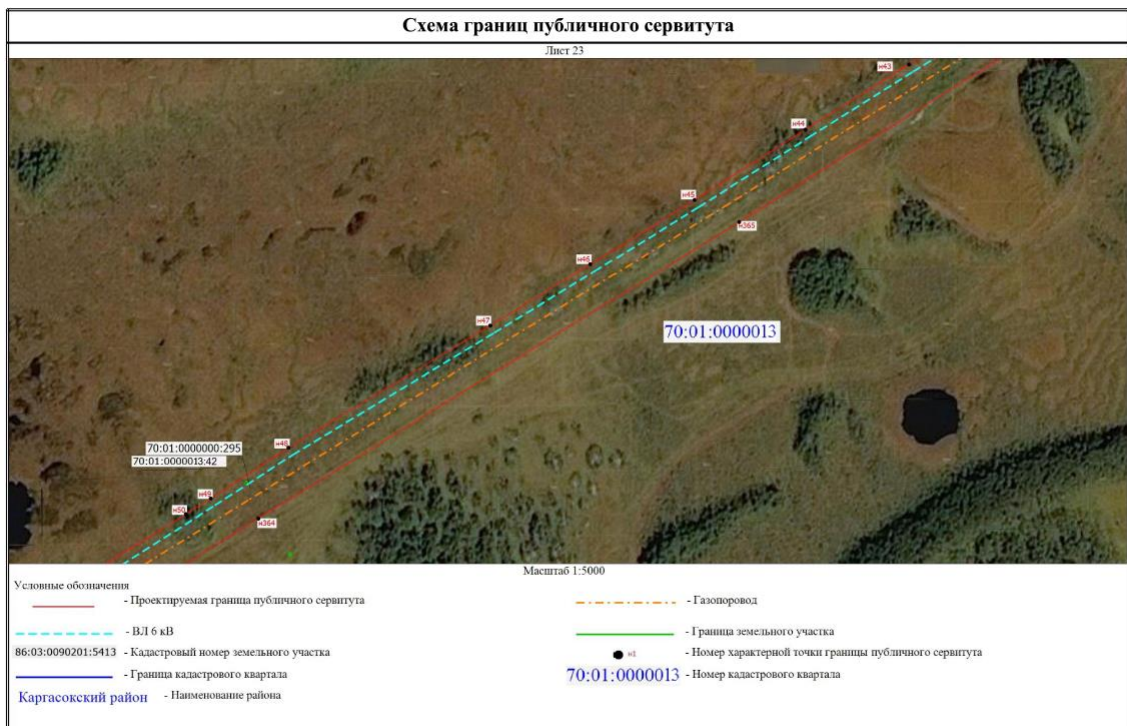 Схема границ публичного сервитута
Лист 23
н43
н44
н45
н365
н46
н47
70:01:0000013
н48
70:01:0000000:295
70:01:0000013:42
н49
н50
н364
Масштаб 1:5000
Условные обозначения
- Проектируемая граница публичного сервитута
- Газопоровод
- ВЛ 6 кВ
- Граница земельного участка
86:03:0090201:5413 - Кадастровый номер земельного участка
н1 - Номер характерной точки границы публичного сервитута
- Граница кадастрового квартала
70:01:0000013 - Номер кадастрового квартала
Каргасокский район - Наименование района